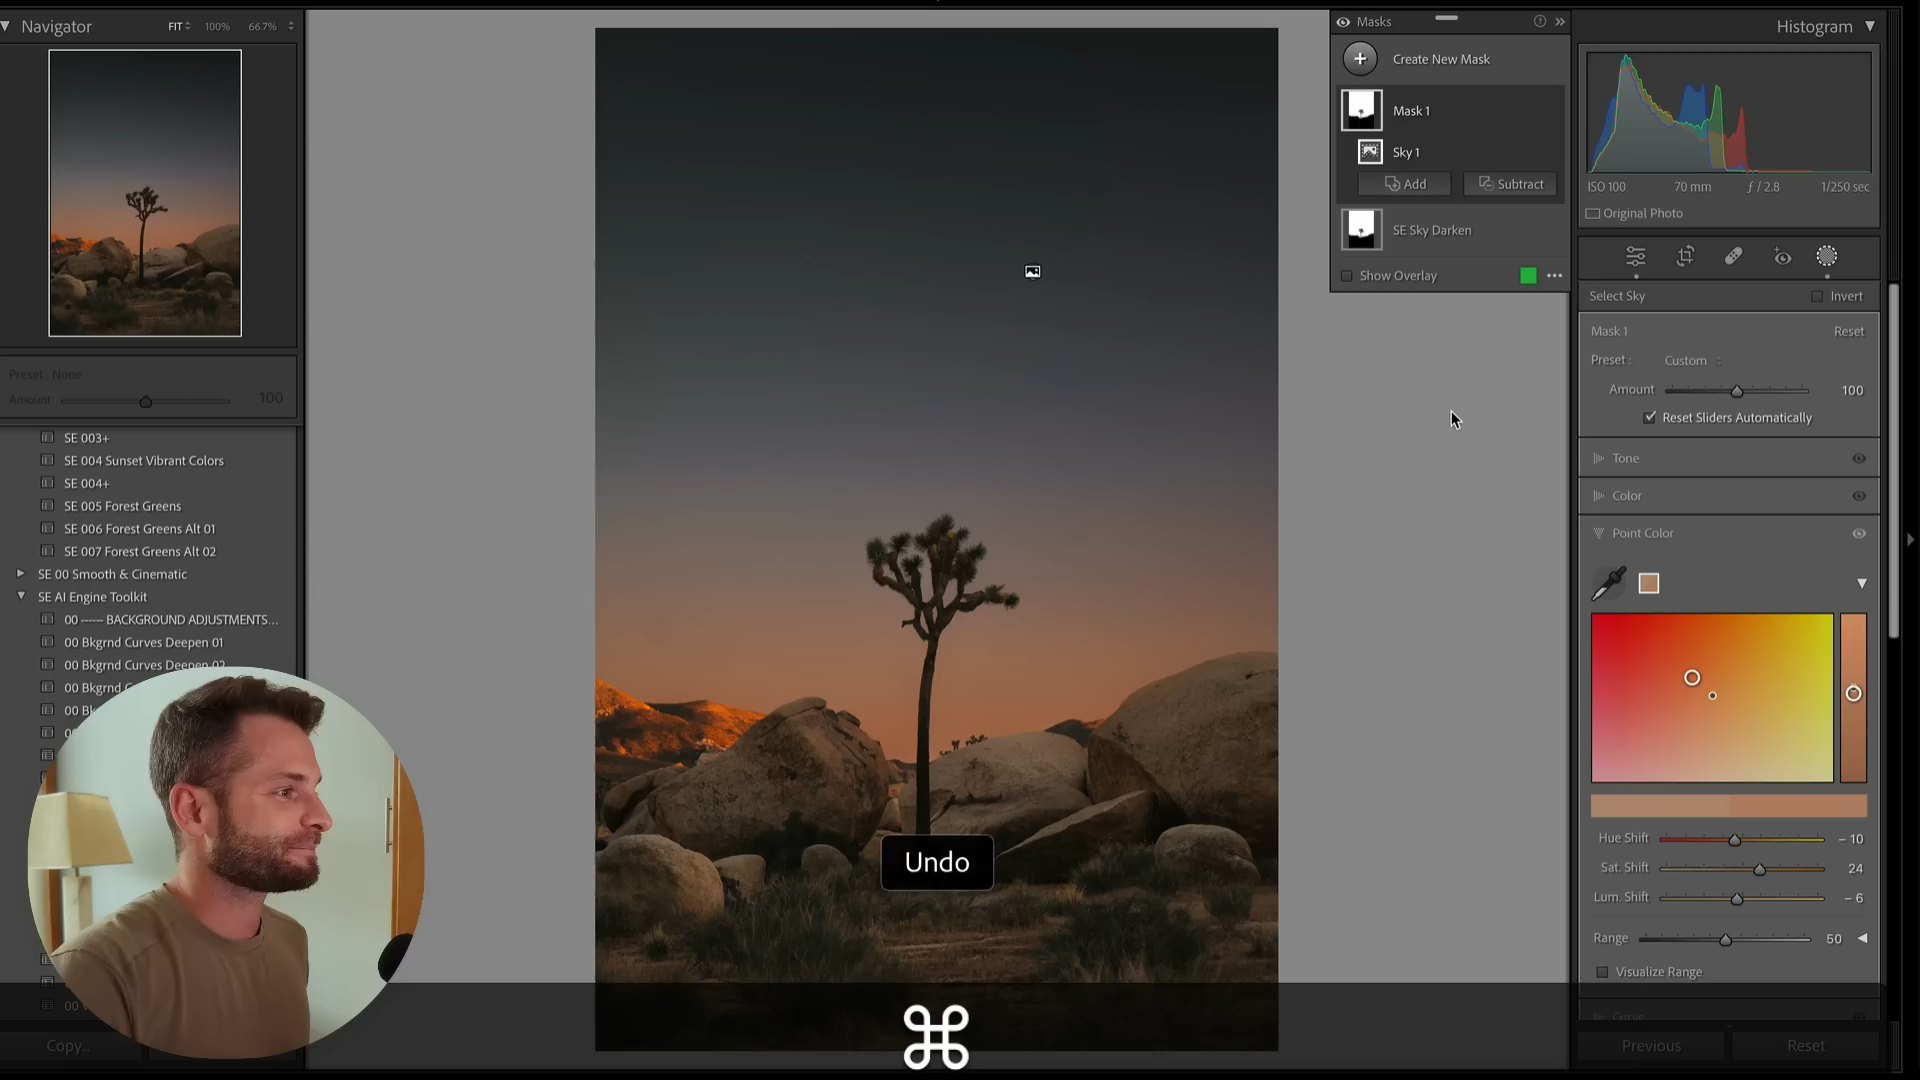 Navigator
FIT
100%
66.7%
Preset : None
Amount
100
SE 003+
SE 004 Sunset Vibrant Colors
SE 004+
SE 005 Forest Greens
SE 006 Forest Greens Alt 01
SE 007 Forest Greens Alt 02
SE 00 Smooth & Cinematic
SE AI Engine Toolkit
00 ------ BACKGROUND ADJUSTMENTS...
00 Bkgrnd Curves Deepen 01
00 Bkgrnd Curves Deepen 02
00 Bkgrnd
00
Copy...
Undo
⌘
Masks
Create New Mask
Mask 1
Sky 1
Add
Subtract
SE Sky Darken
Show Overlay
Histogram
ISO 100
70 mm
ƒ / 2.8
1/250 sec
Original Photo
Select Sky
Invert
Mask 1
Reset
Preset :
Custom
Amount
100
Reset Sliders Automatically
Tone
Color
Point Color
Hue Shift
– 10
Sat. Shift
24
Lum. Shift
– 6
Range
50
Visualize Range
Curve
Previous
Reset